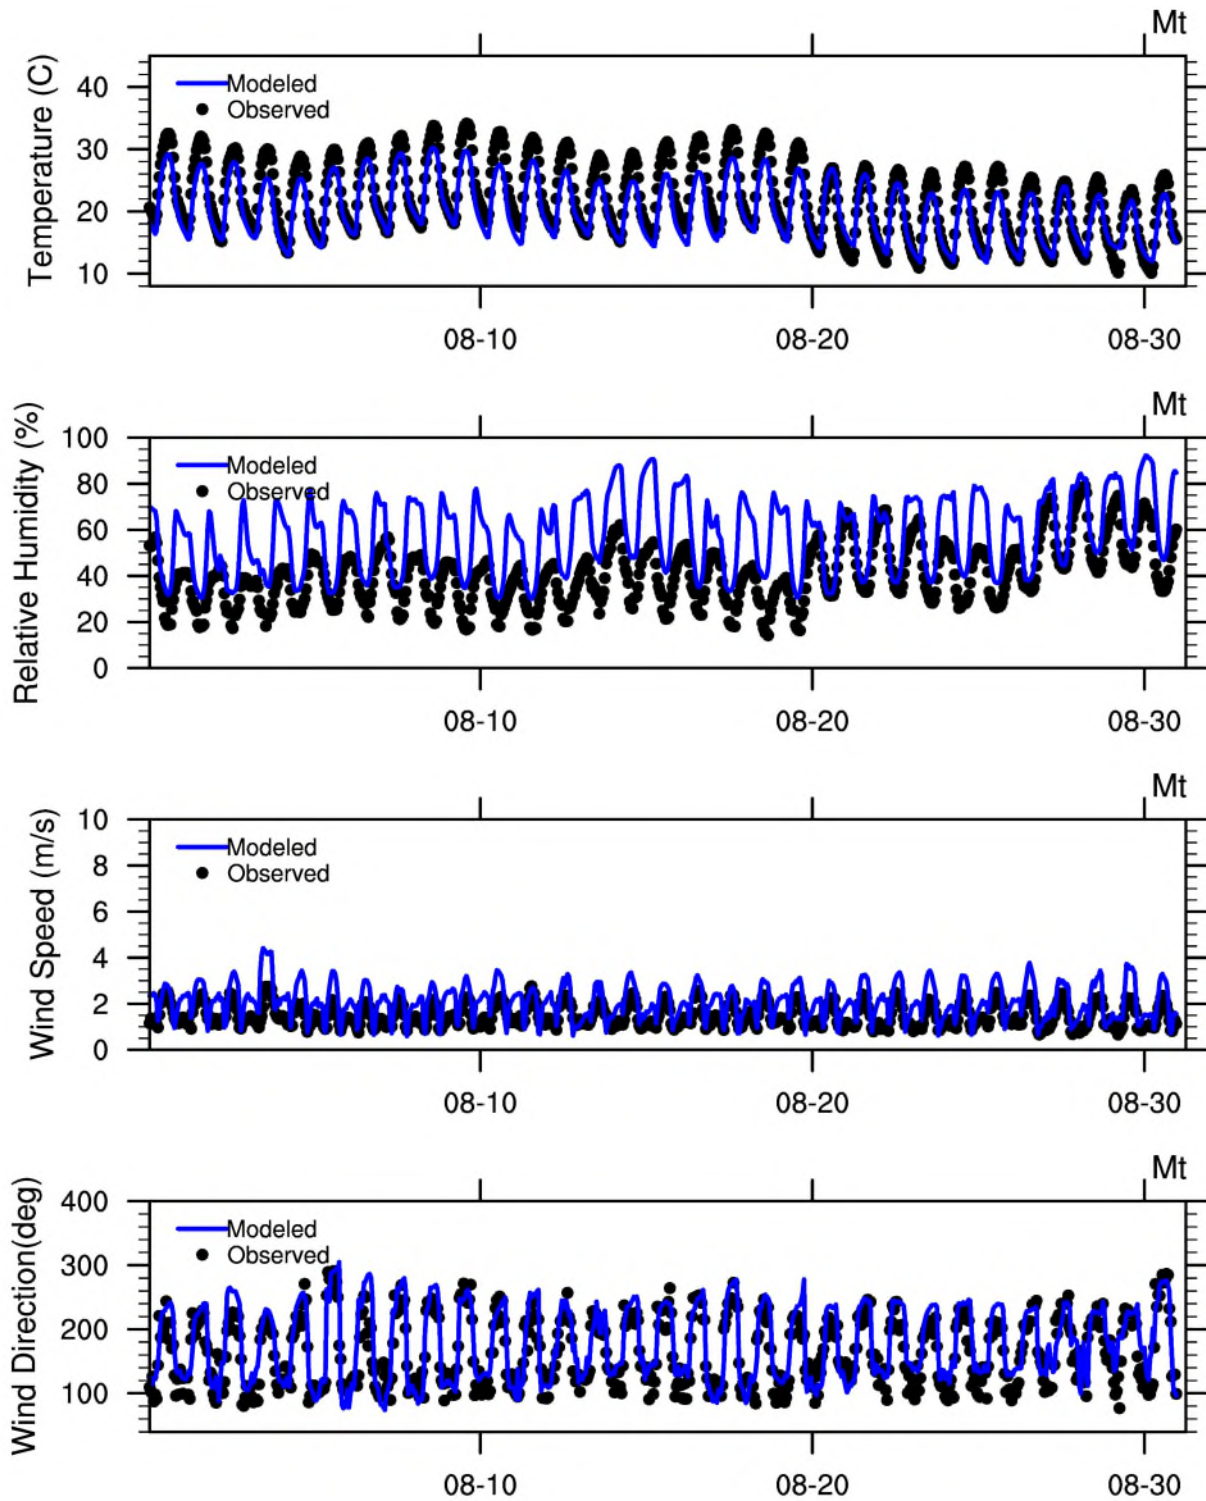 Mt
Temperature (C)
40
30
20
10
Modeled
Observed
08-10
08-20
08-30
Mt
Relative Humidity (%)
100
80
60
40
20
0
Modeled
Observed
08-10
08-20
08-30
Mt
Wind Speed (m/s)
10
8
6
4
2
0
Modeled
Observed
08-10
08-20
08-30
Mt
Wind Direction(deg)
400
300
200
100
Modeled
Observed
08-10
08-20
08-30